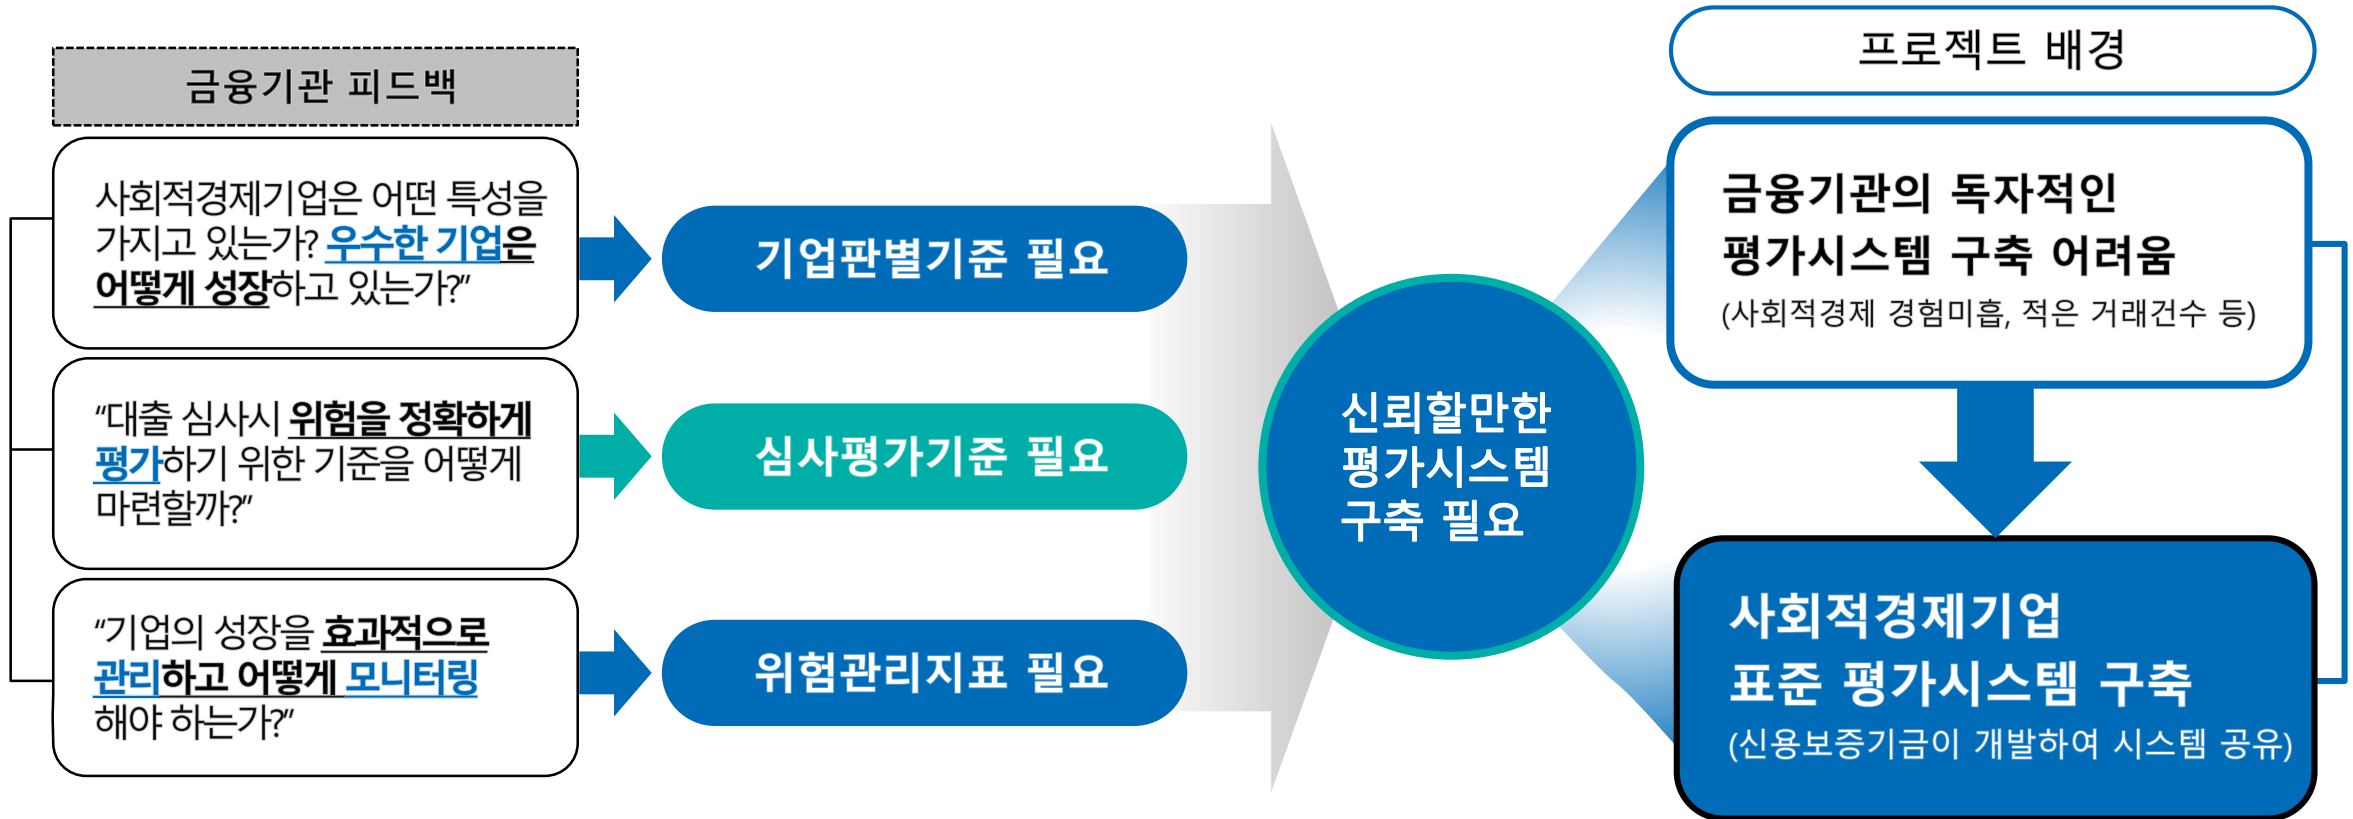 금융기관 피드백
사회적경제기업은 어떤 특성을
가지고 있는가? 우수한 기업은
어떻게 성장하고 있는가?”
“대출 심사시 위험을 정확하게
평가하기 위한 기준을 어떻게
마련할까?”
“기업의 성장을 효과적으로
관리하고 어떻게 모니터링
해야 하는가?”
기업판별기준 필요
심사평가기준 필요
위험관리지표 필요
신뢰할만한
평가시스템
구축 필요
프로젝트 배경
금융기관의 독자적인
평가시스템 구축 어려움
(사회적경제 경험미흡, 적은 거래건수 등)
사회적경제기업
표준 평가시스템 구축
(신용보증기금이 개발하여 시스템 공유)